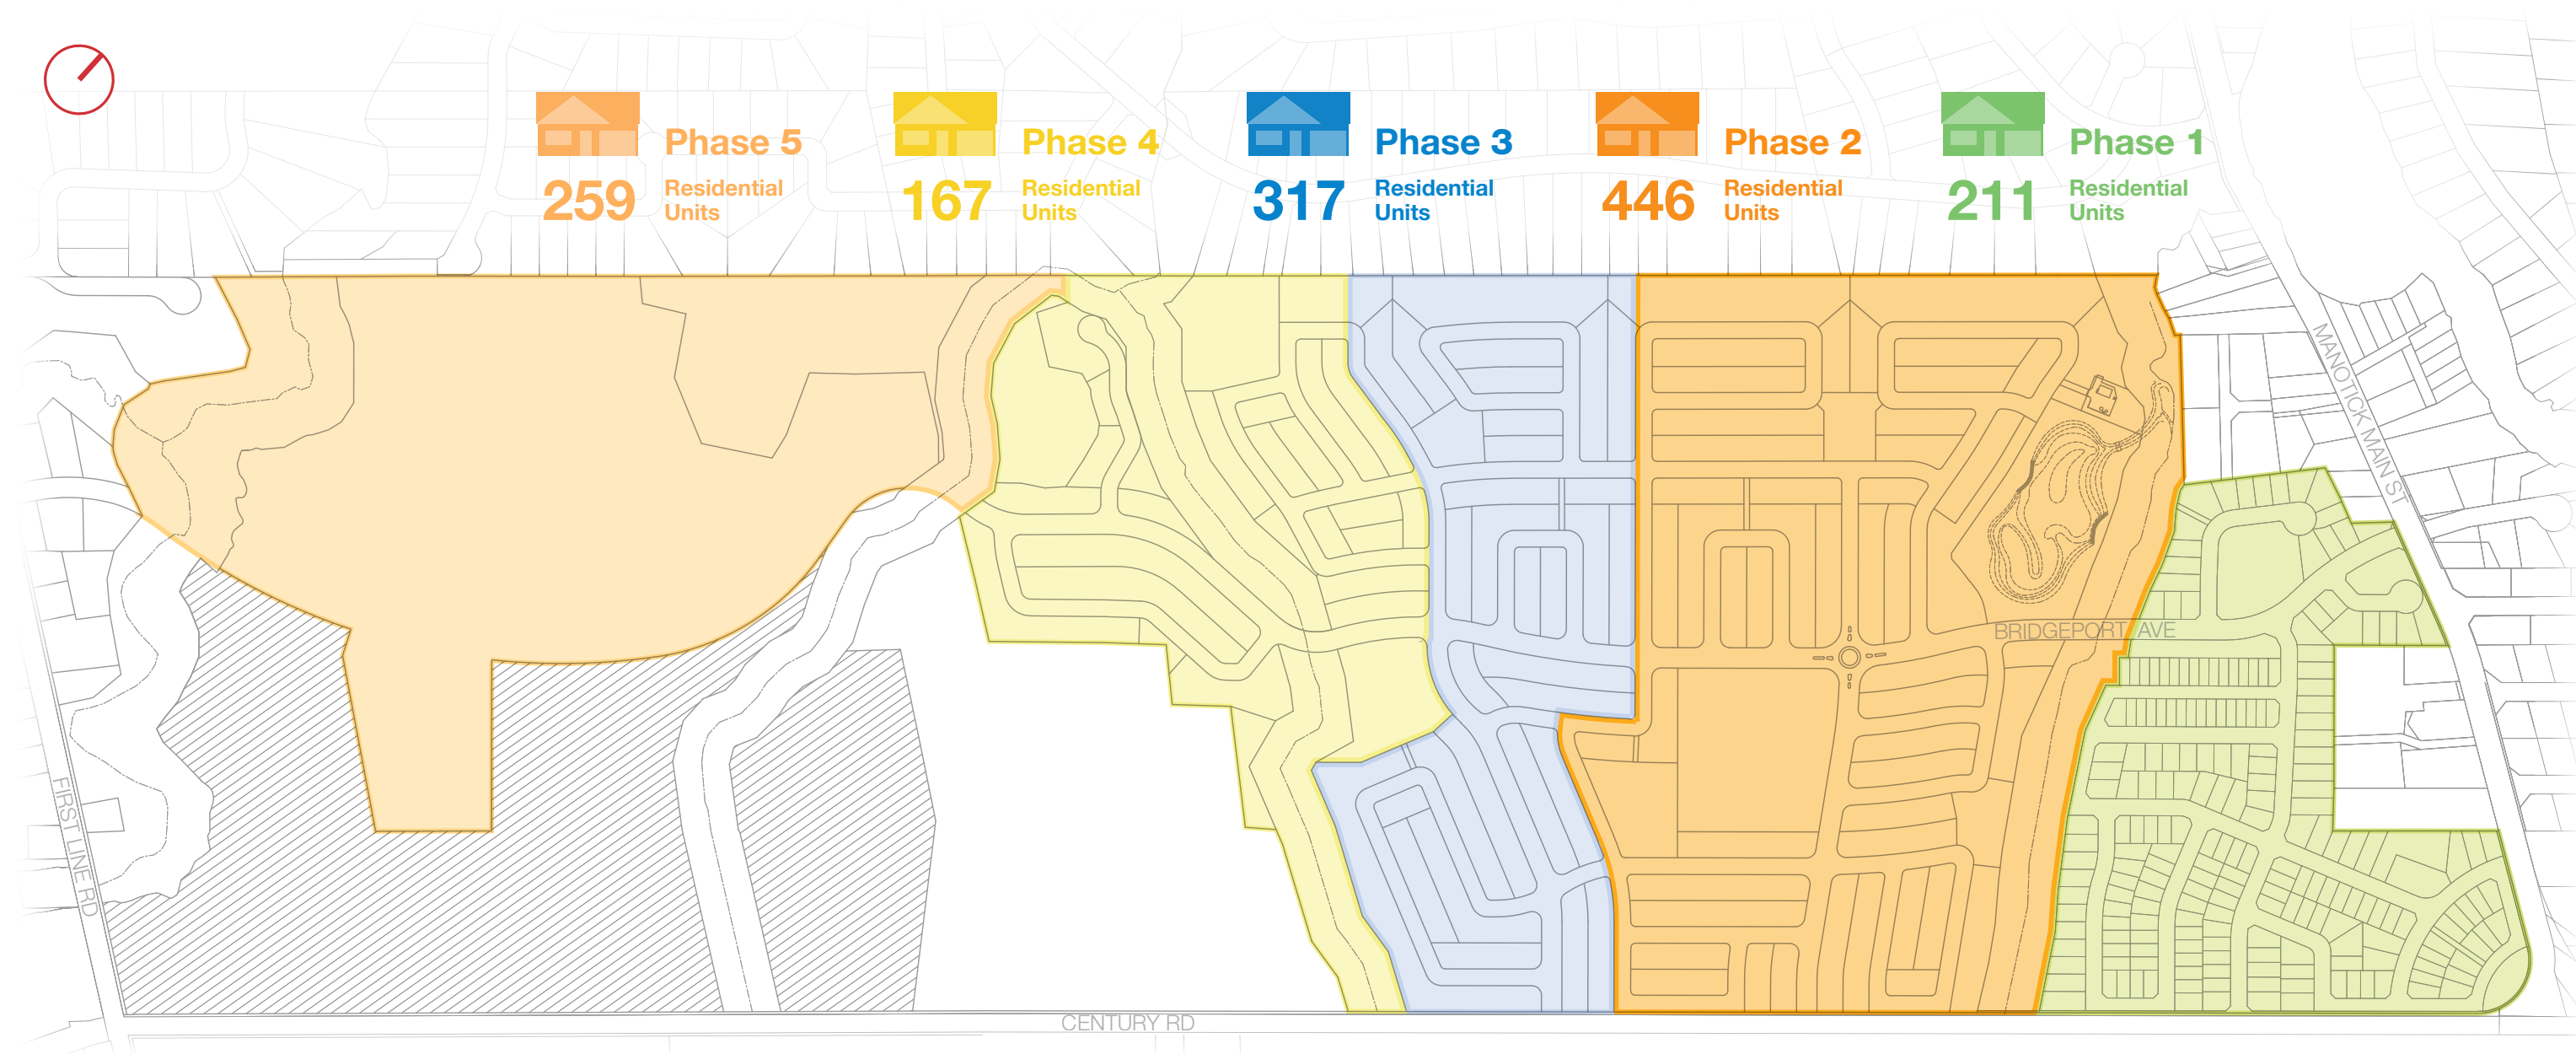 Phase 5
259 Residential
Units
Phase 4
167 Residential
Units
Phase 3
317 Residential
Units
Phase 2
446 Residential
Units
Phase 1
211 Residential
Units
MANOTICK MAIN ST
BRIDGEPORT AVE
FIRST LINE RD
CENTURY RD